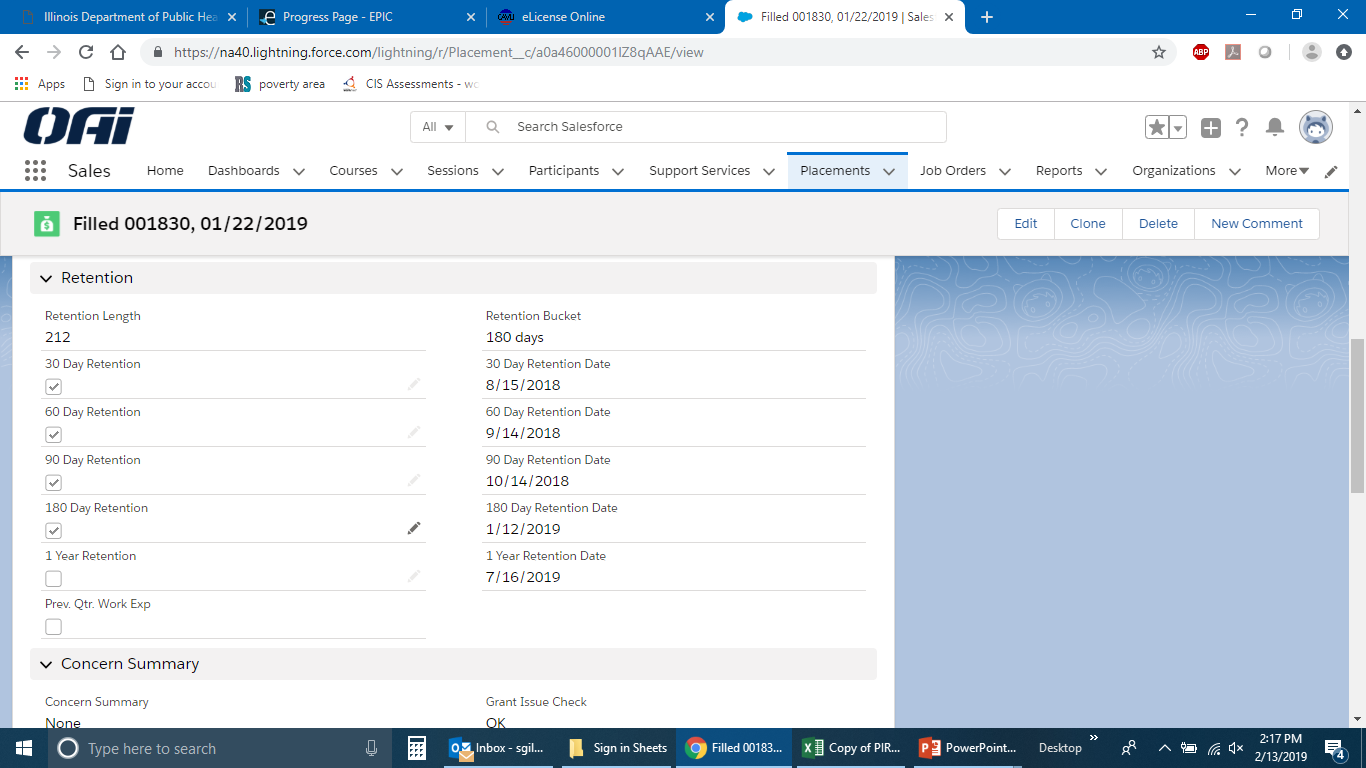 Illinois Department of Public Hea
Progress Page - EPIC
eLicense Online
Filled 001830, 01/22/2019 | Sales
https://na40.lightning.force.com/lightning/r/Placement__c/a0a46000001IZ8qAAE/view
ABP
Apps
Sign in to your accou
RS
poverty area
CIS Assessments - wc
OAi
All
Search Salesforce
Sales
Home
Dashboards
Courses
Sessions
Participants
Support Services
Placements
Job Orders
Reports
Organizations
More
Filled 001830, 01/22/2019
Edit
Clone
Delete
New Comment
Retention
Retention Length
212
Retention Bucket
180 days
30 Day Retention
30 Day Retention Date
8/15/2018
60 Day Retention
60 Day Retention Date
9/14/2018
90 Day Retention
90 Day Retention Date
10/14/2018
180 Day Retention
180 Day Retention Date
1/12/2019
1 Year Retention
1 Year Retention Date
7/16/2019
Prev. Qtr. Work Exp
Concern Summary
Concern Summary
None
Grant Issue Check
OK
Type here to search
Inbox - sgil...
Sign in Sheets
Filled 00183...
Copy of PIR...
PowerPoint...
Desktop
2:17 PM
2/13/2019
4